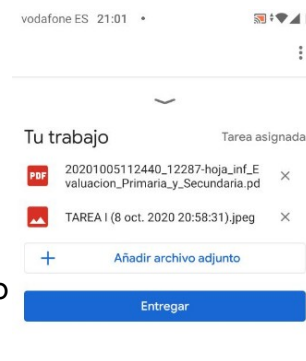 vodafone ES 21:01
Tu trabajo
Tarea asignada
PDF
20201005112440_12287-hoja_inf_E
valuacion_Primaria_y_Secundaria.pd
TAREA I (8 oct. 2020 20:58:31).jpeg
+ Añadir archivo adjunto
o
Entregar